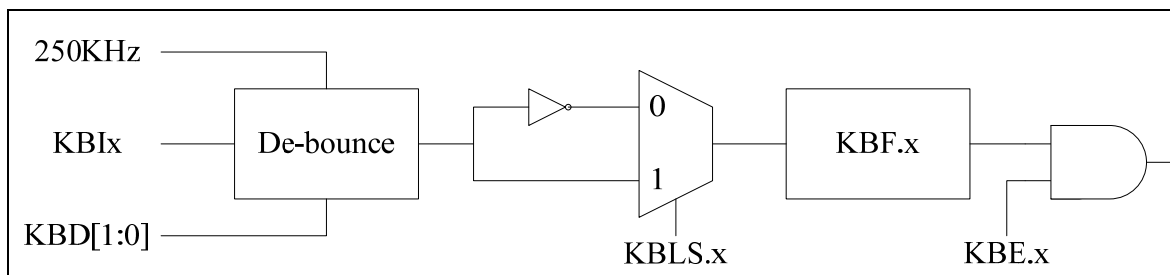 250KHz
KBIx
De-bounce
KBD[1:0]
0
1
KBLS.x
KBF.x
KBE.x